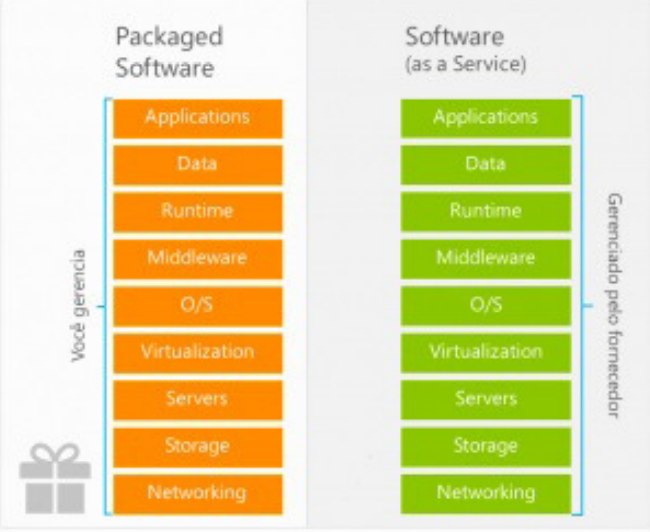 Packaged
Software
Você gerencia
Applications
Data
Runtime
Middleware
O/S
Virtualization
Servers
Storage
Networking
Software
(as a Service)
Applications
Data
Runtime
Middleware
O/S
Virtualization
Servers
Storage
Networking
Gerenciado pelo fornecedor